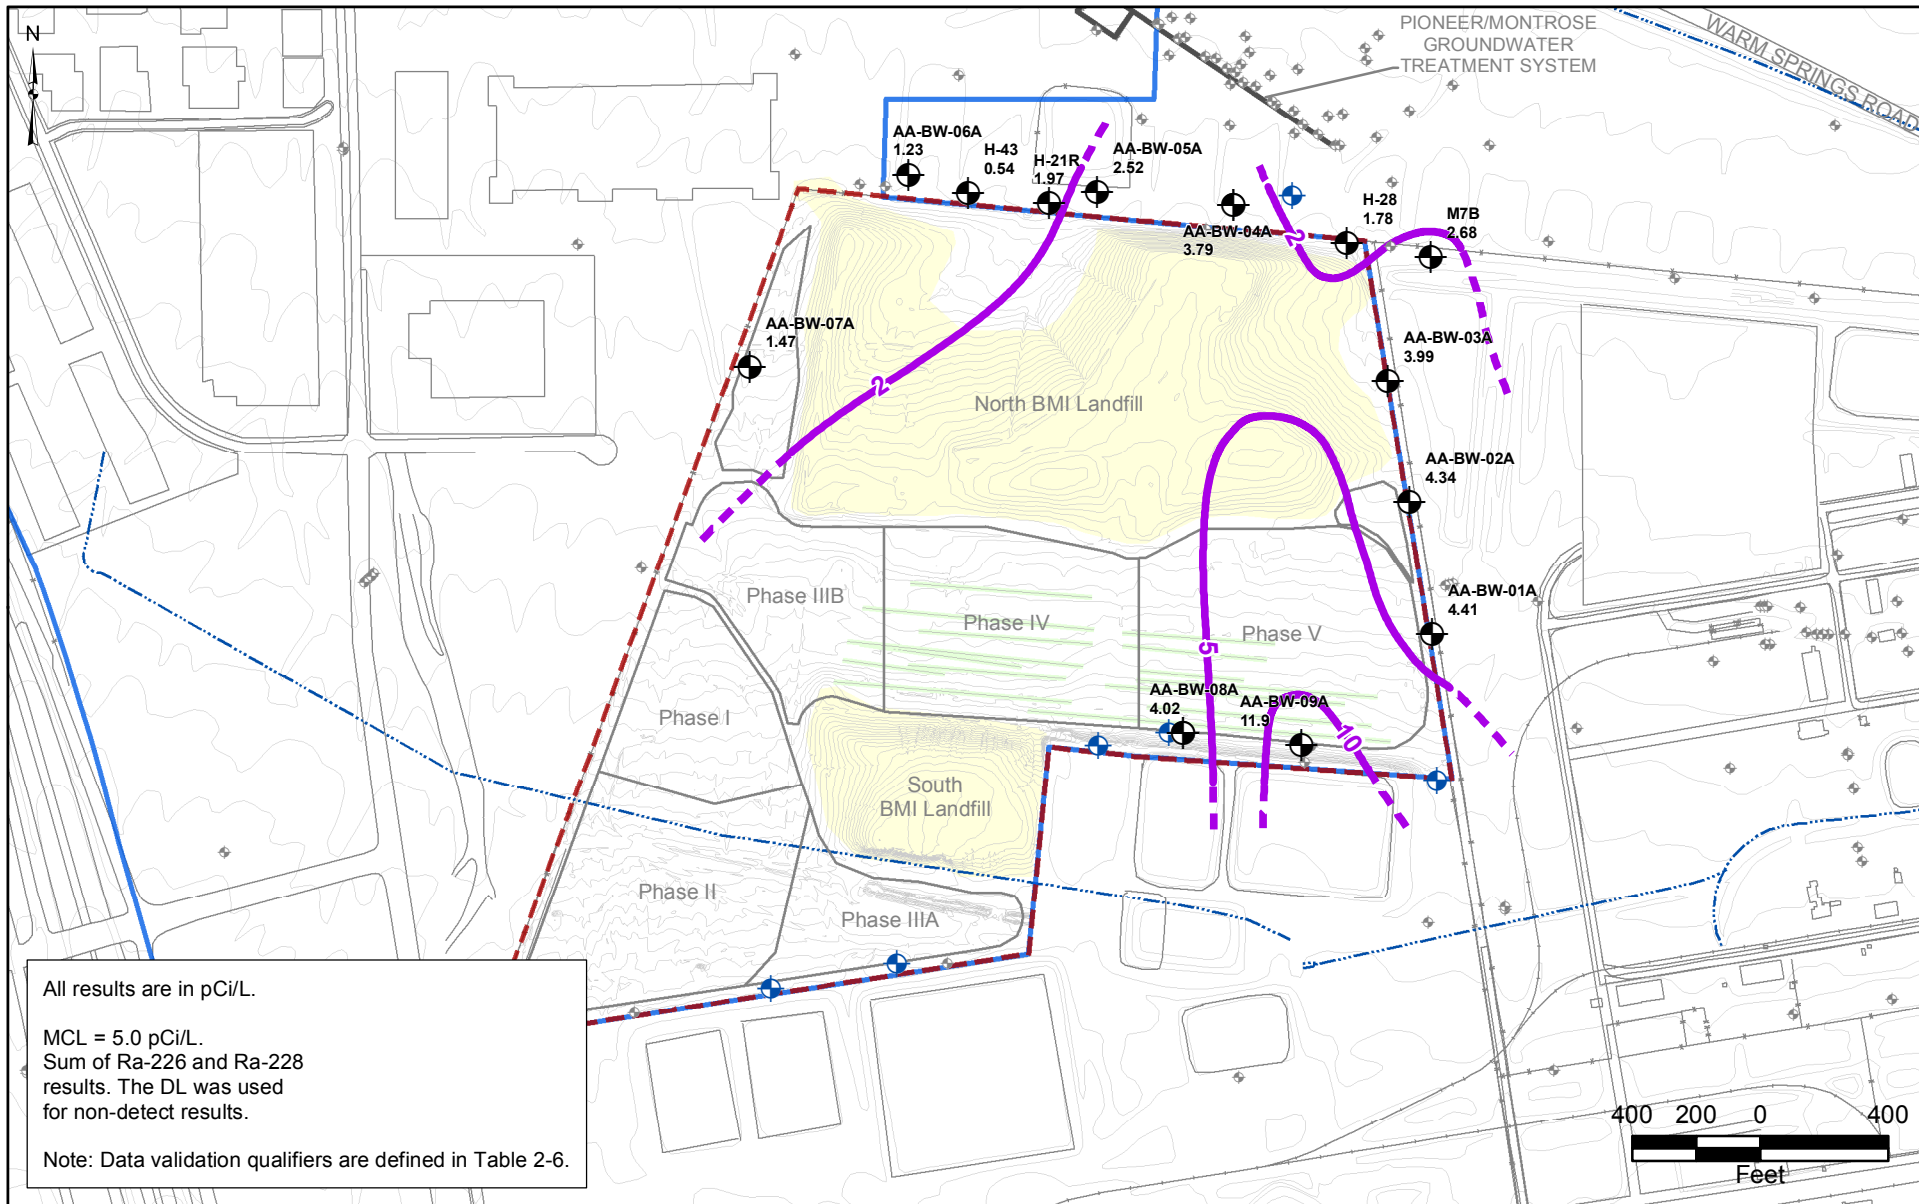 N
PIONEER/MONTROSE
GROUNDWATER
TREATMENT SYSTEM
WARM SPRINGS ROAD
AA-BW-06A
1.23
H-43
0.54
H-21R
1.97
AA-BW-05A
2.52
AA-BW-04A
3.79
2
H-28
1.78
M7B
2.68
AA-BW-07A
1.47
AA-BW-03A
3.99
2
North BMI Landfill
AA-BW-02A
4.34
Phase IIIB
Phase IV
Phase V
AA-BW-01A
4.41
5
Phase I
AA-BW-08A
4.02
AA-BW-09A
11.9
10
South
BMI Landfill
Phase II
Phase IIIA
All results are in pCi/L.
MCL = 5.0 pCi/L.
Sum of Ra-226 and Ra-228
results. The DL was used
for non-detect results.
Note: Data validation qualifiers are defined in Table 2-6.
400 200 0 400
Feet